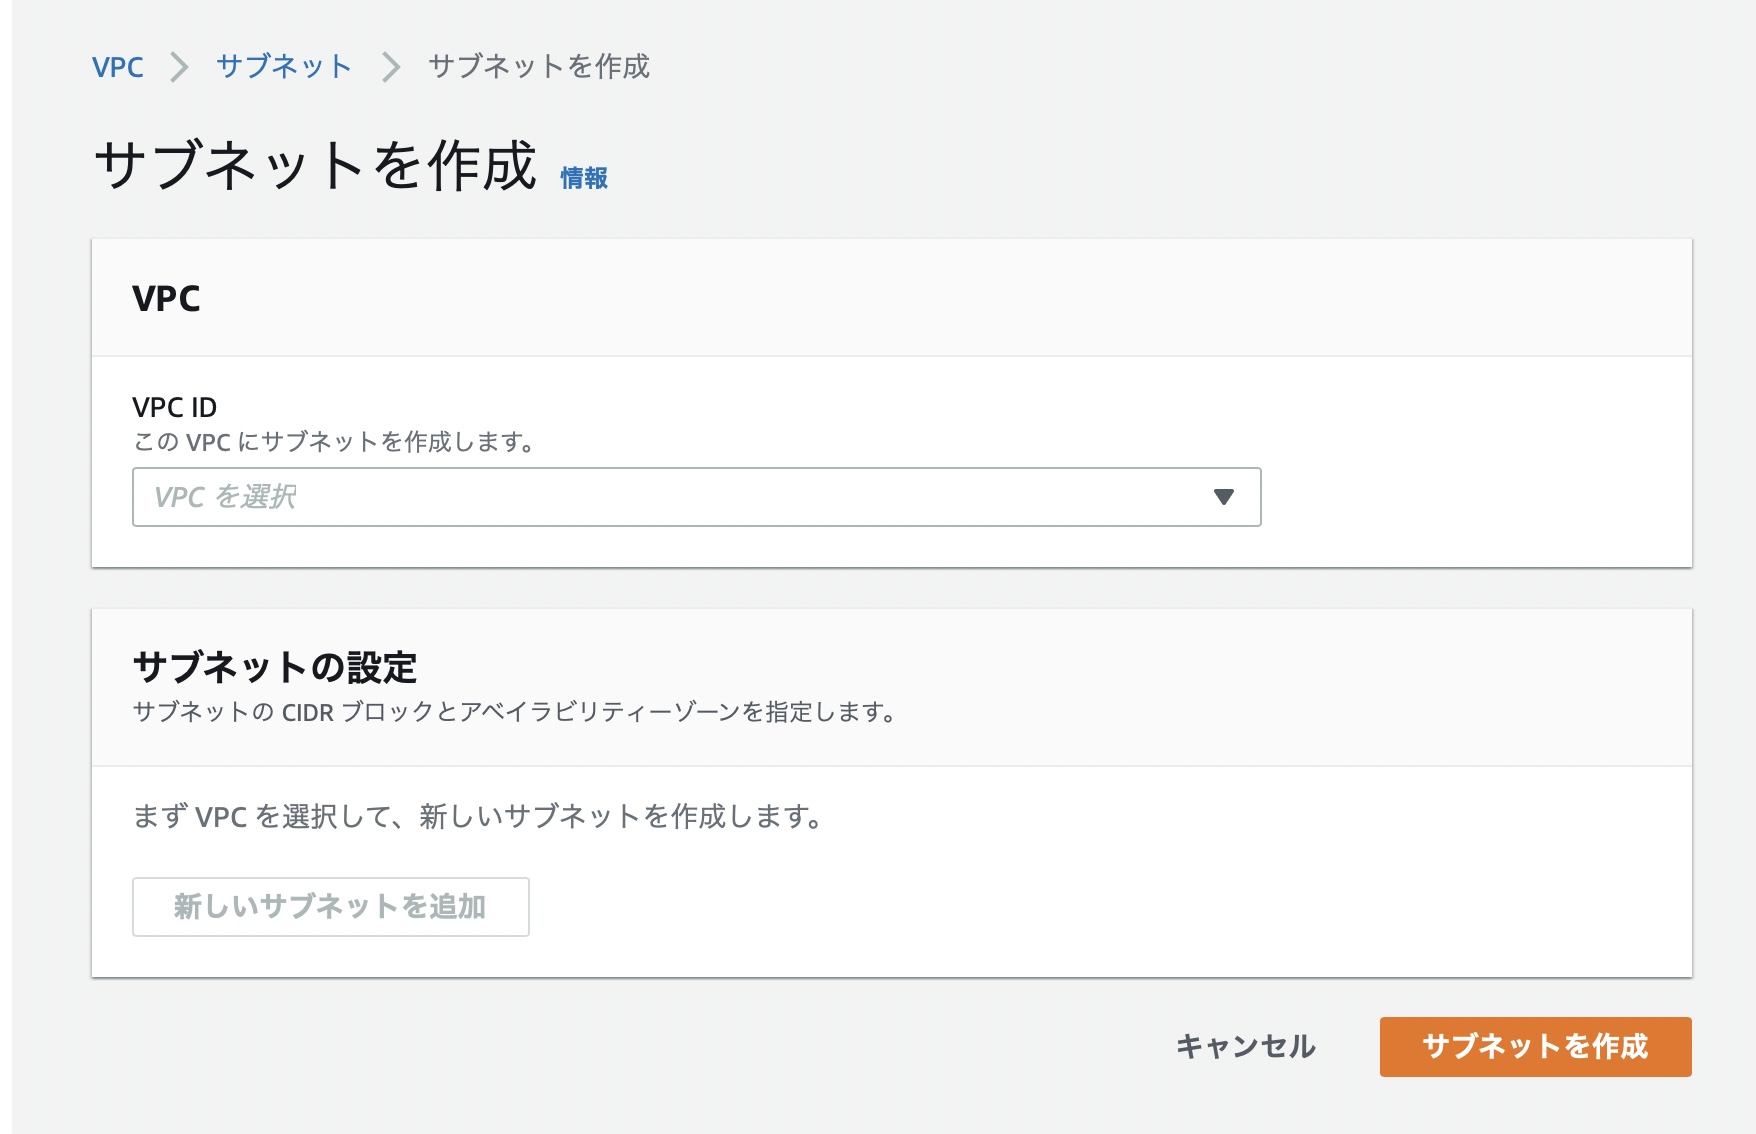 VPC > サブネット > サブネットを作成
サブネットを作成 情報
VPC
VPC ID
この VPC にサブネットを作成します。
VPC を選択
サブネットの設定
サブネットの CIDR ブロックとアベイラビリティーゾーンを指定します。
まず VPC を選択して、新しいサブネットを作成します。
新しいサブネットを追加
キャンセル サブネットを作成